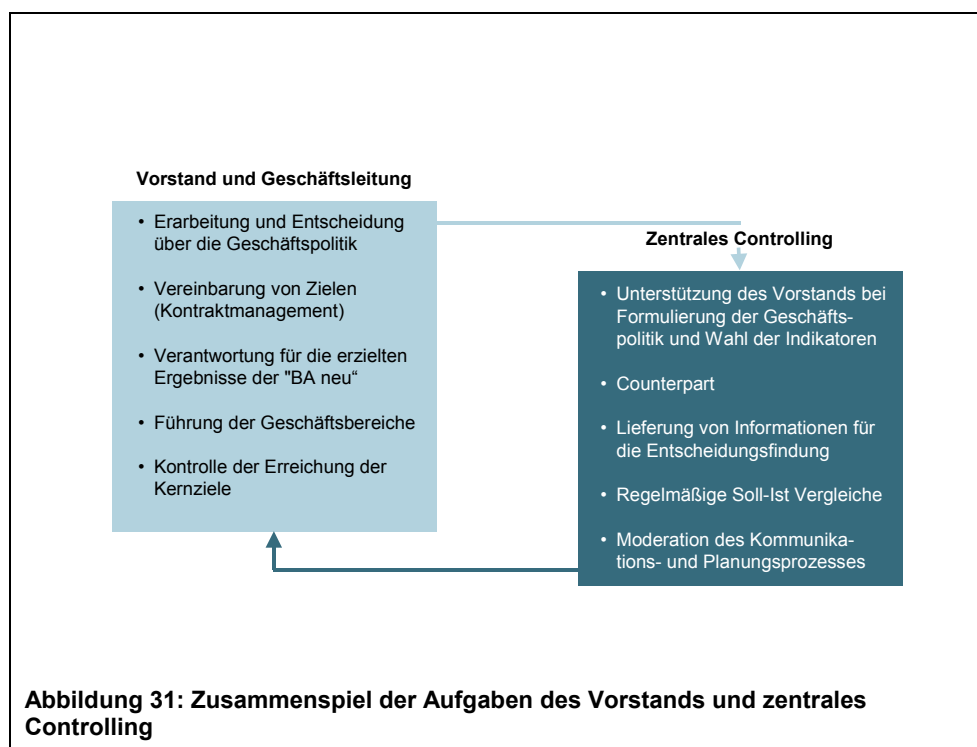 Vorstand und Geschäftsleitung
• Erarbeitung und Entscheidung
über die Geschäftspolitik
• Vereinbarung von Zielen
(Kontraktmanagement)
• Verantwortung für die erzielten
Ergebnisse der "BA neu“
• Führung der Geschäftsbereiche
• Kontrolle der Erreichung der
Kernziele
Zentrales Controlling
• Unterstützung des Vorstands bei
Formulierung der Geschäfts-
politik und Wahl der Indikatoren
• Counterpart
• Lieferung von Informationen für
die Entscheidungsfindung
• Regelmäßige Soll-Ist Vergleiche
• Moderation des Kommunika-
tions- und Planungsprozesses
Abbildung 31: Zusammenspiel der Aufgaben des Vorstands und zentrales
Controlling